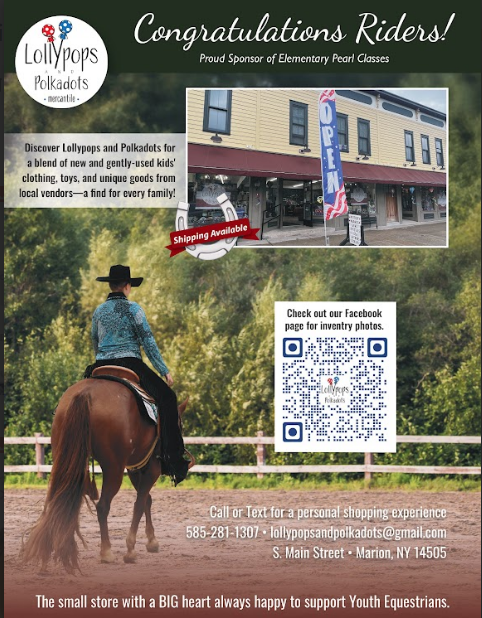 Congratulations Riders!
Proud Sponsor of Elementary Pearl Classes
Lollypops
AND
Polkadots
• mercantile •
Discover Lollypops and Polkadots for
a blend of new and gently-used kids'
clothing, toys, and unique goods from
local vendors—a find for every family!
OPEN
Shipping Available
Check out our Facebook
page for inventry photos.
Lollypops
Polkadots
Call or Text for a personal shopping experience
585-281-1307 • lollypopsandpolkadots@gmail.com
S. Main Street • Marion, NY 14505
The small store with a BIG heart always happy to support Youth Equestrians.